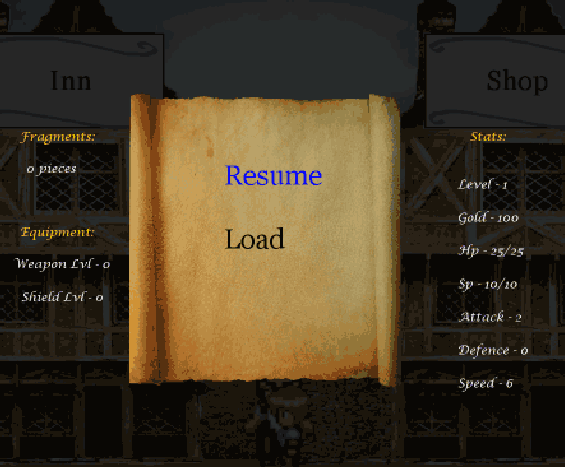 Inn
Shop
Fragments:
0 pieces
Equipment:
Weapon Lvl - 0
Shield Lvl - 0
Resume
Load
Stats:
Level - 1
Gold - 100
Hp - 25/25
Sp - 10/10
Attack - 2
Defence - 0
Speed - 6